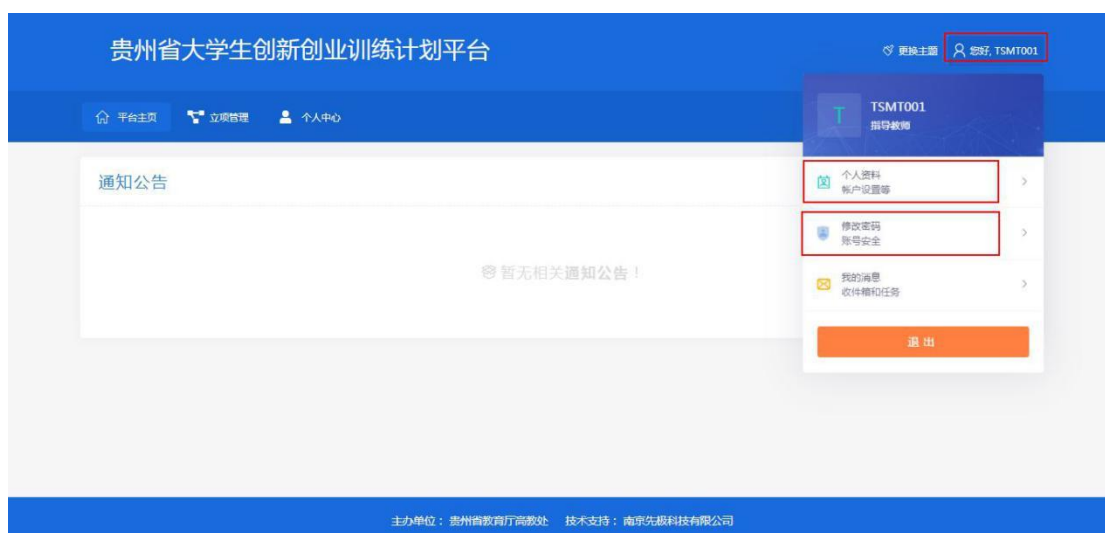 贵州省大学生创新创业训练计划平台
更换主题 您好, TSMT001
平台主页 立项管理 个人中心
T
TSMT001
指导教师
通知公告
个人资料
帐户设置等
修改密码
账号安全
暂无相关通知公告！
我的消息
收件箱和任务
退出
主办单位：贵州省教育厅高教处 技术支持：南京先极科技有限公司